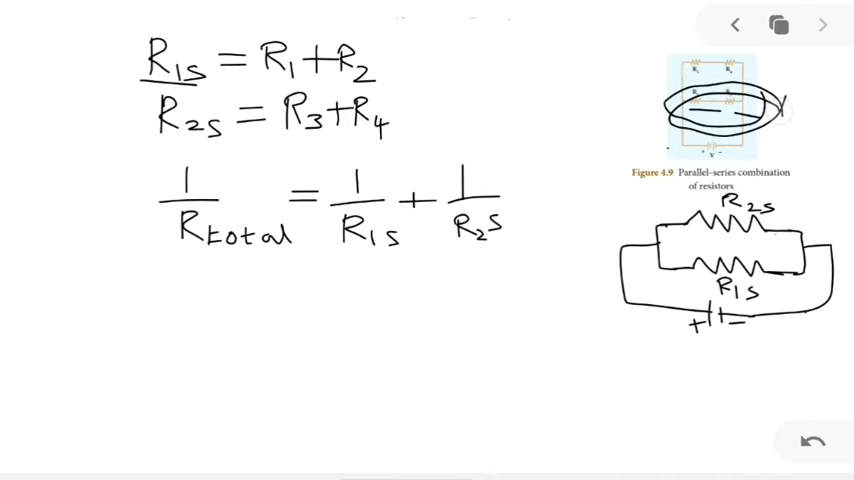 R1S = R1 + R2
R2S = R3 + R4
1/Rtotal = 1/R1S + 1/R2S
+ V -
Figure 4.9 Parallel-series combination
of resistors
R2S
R1S
+ -